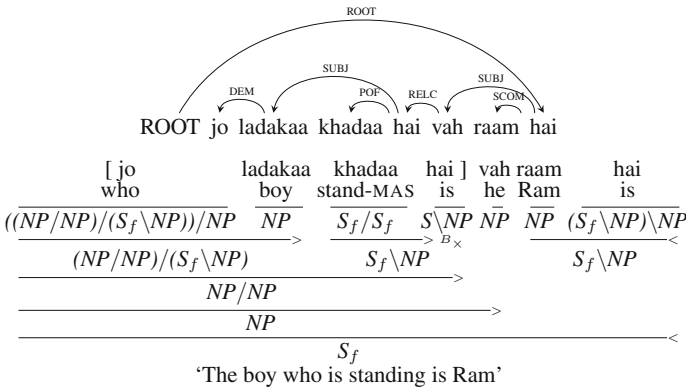 ROOT
DEM SUBJ POF RELC SUBJ SCOM
ROOT jo ladakaa khadaa hai vah raam hai
[ jo ladakaa khadaa hai ] vah raam hai
who boy stand-MAS is he Ram is
((NP/NP)/(S_f\NP))/NP NP S_f/S_f S\NP NP NP (S_f\NP)\NP
> > B× <
(NP/NP)/(S_f\NP) S_f\NP S_f\NP
>
NP/NP
>
NP
<
S_f
‘The boy who is standing is Ram’